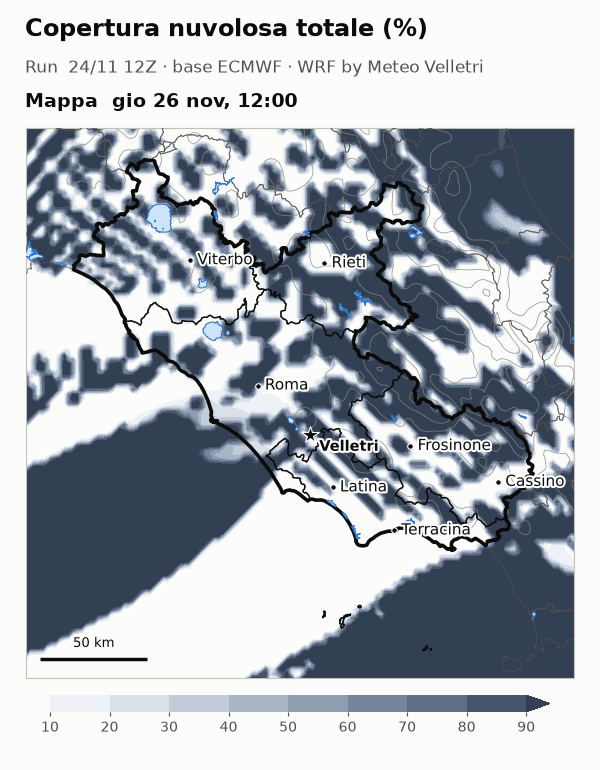 Copertura nuvolosa totale (%)
Run  24/11 12Z · base ECMWF · WRF by Meteo Velletri
Mappa  gio 26 nov, 12:00
Viterbo
Rieti
Roma
Velletri
Frosinone
Latina
Cassino
Terracina
50 km
10 20 30 40 50 60 70 80 90